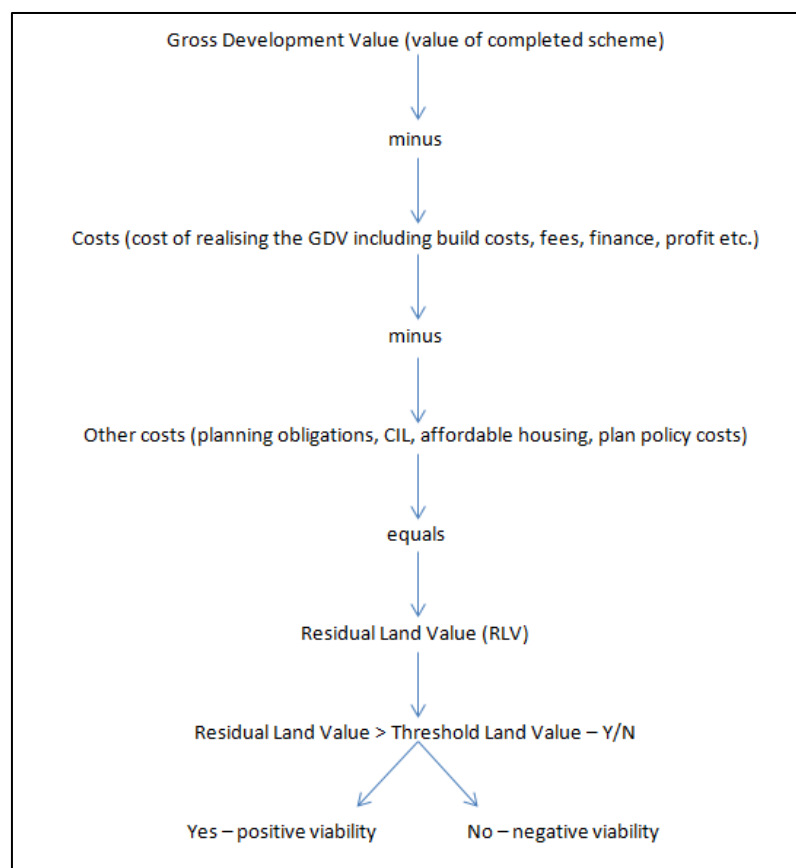 Gross Development Value (value of completed scheme)
minus
Costs (cost of realising the GDV including build costs, fees, finance, profit etc.)
minus
Other costs (planning obligations, CIL, affordable housing, plan policy costs)
equals
Residual Land Value (RLV)
Residual Land Value > Threshold Land Value – Y/N
Yes – positive viability
No – negative viability